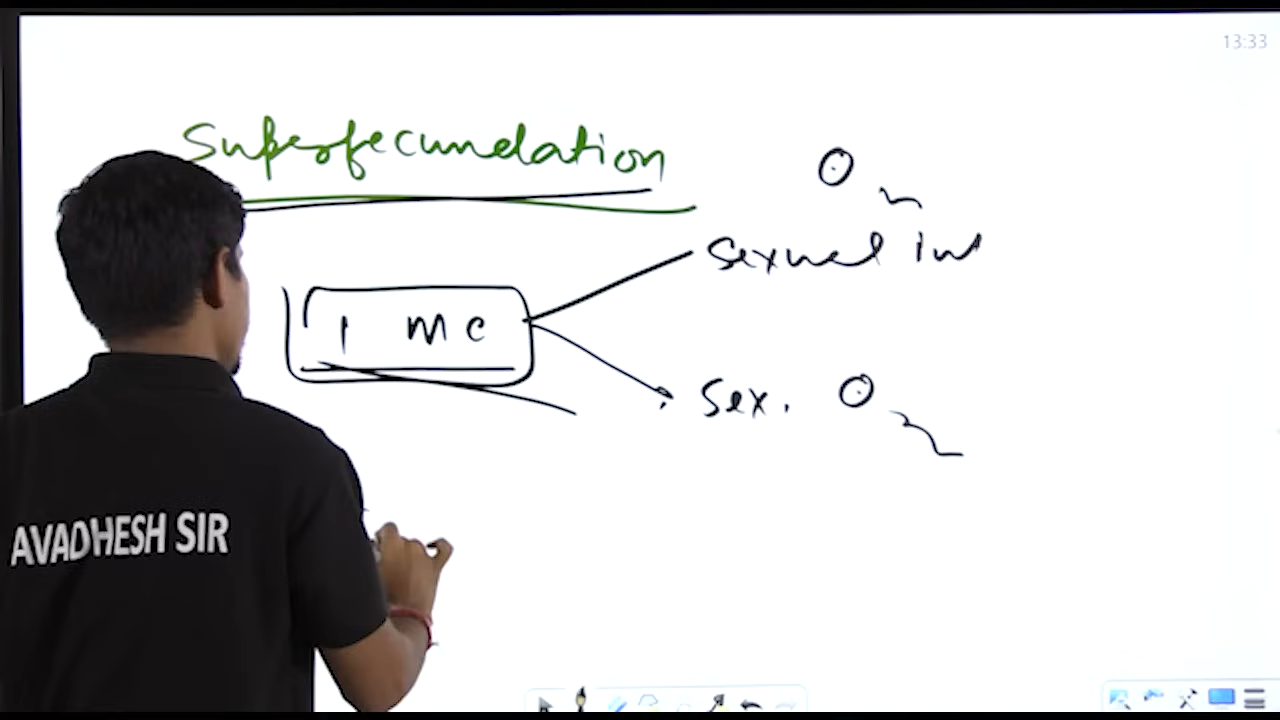 13:33
Superfecundation
Sexual int
1 MC
Sex.
AVADHESH SIR